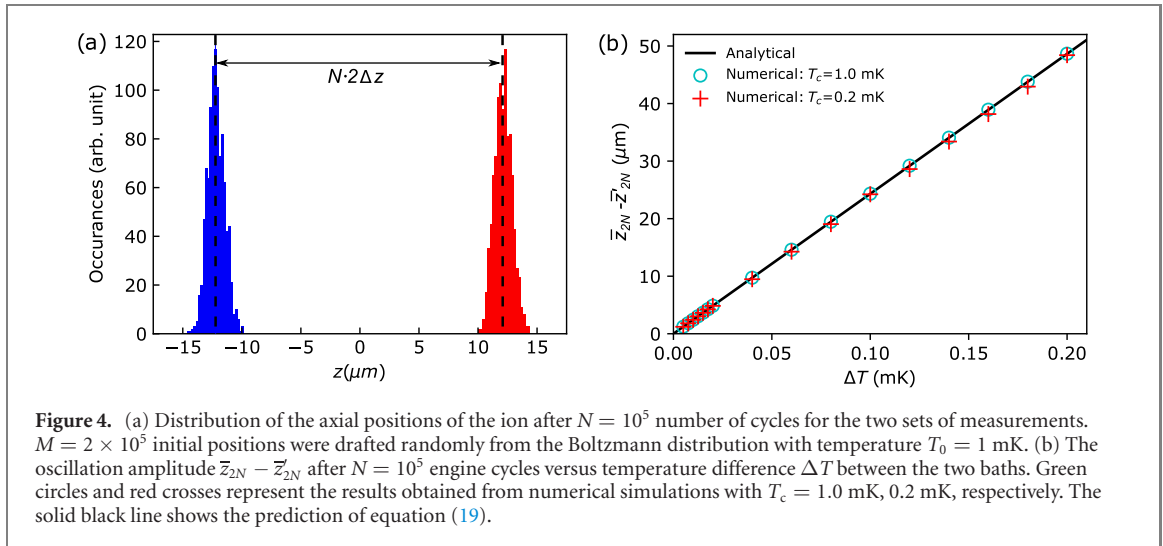 (a)
120
100
80
60
40
20
0
Occurances (arb. unit)
N·2Δz
−15
−10
−5
0
5
10
15
z(μm)
(b)
50
40
30
20
10
0
z̅2N -z̅′2N (μm)
Analytical
Numerical: Tc=1.0 mK
Numerical: Tc=0.2 mK
0.00
0.05
0.10
0.15
0.20
ΔT (mK)
Figure 4. (a) Distribution of the axial positions of the ion after N = 10⁵ number of cycles for the two sets of measurements.
M = 2 × 10⁵ initial positions were drafted randomly from the Boltzmann distribution with temperature T₀ = 1 mK. (b) The
oscillation amplitude z̅2N − z̅′2N after N = 10⁵ engine cycles versus temperature difference ΔT between the two baths. Green
circles and red crosses represent the results obtained from numerical simulations with Tc = 1.0 mK, 0.2 mK, respectively. The
solid black line shows the prediction of equation (19).